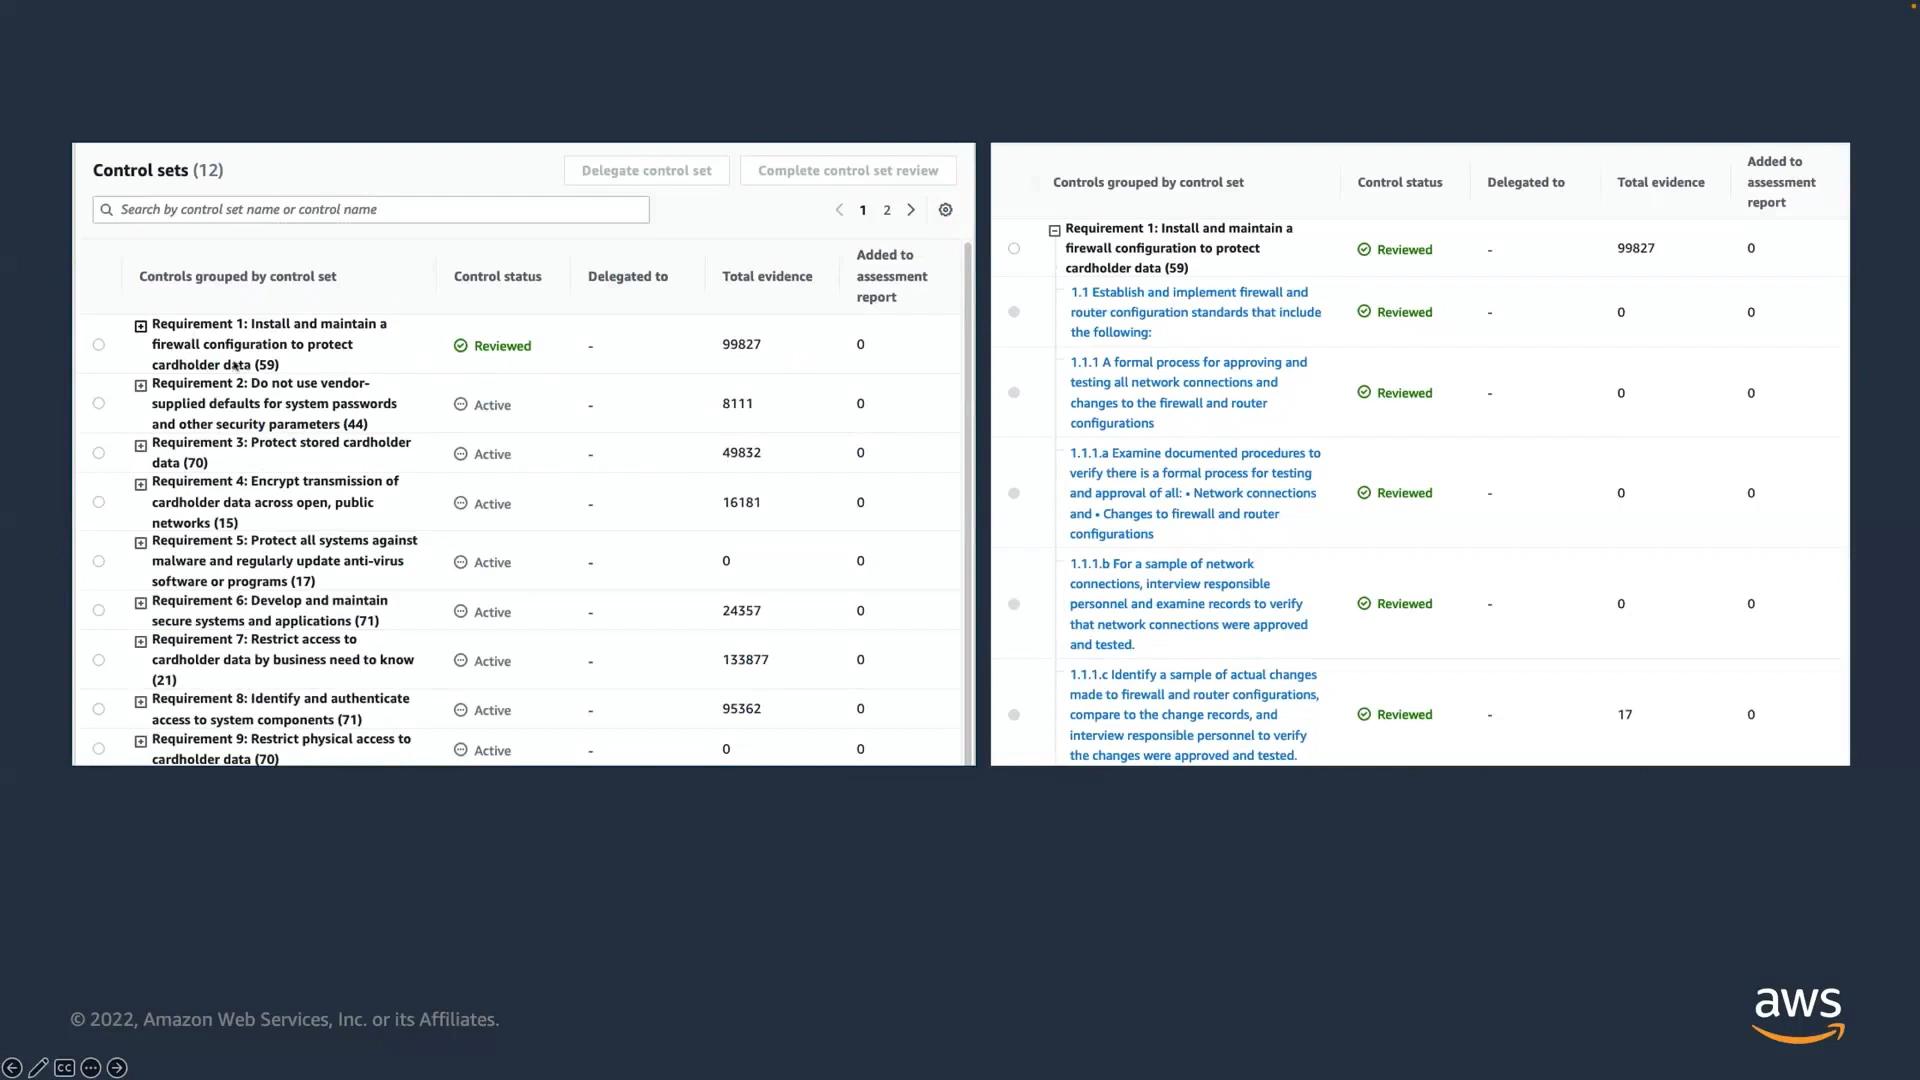 Control sets (12)
Delegate control set
Complete control set review
Search by control set name or control name
1 2
Controls grouped by control set
Control status
Delegated to
Total evidence
Added to
assessment
report
Requirement 1: Install and maintain a
firewall configuration to protect
cardholder data (59)
Reviewed
-
99827
0
Requirement 2: Do not use vendor-
supplied defaults for system passwords
and other security parameters (44)
Active
-
8111
0
Requirement 3: Protect stored cardholder
data (70)
Active
-
49832
0
Requirement 4: Encrypt transmission of
cardholder data across open, public
networks (15)
Active
-
16181
0
Requirement 5: Protect all systems against
malware and regularly update anti-virus
software or programs (17)
Active
-
0
0
Requirement 6: Develop and maintain
secure systems and applications (71)
Active
-
24357
0
Requirement 7: Restrict access to
cardholder data by business need to know
(21)
Active
-
133877
0
Requirement 8: Identify and authenticate
access to system components (71)
Active
-
95362
0
Requirement 9: Restrict physical access to
cardholder data (70)
Active
-
0
0
Controls grouped by control set
Control status
Delegated to
Total evidence
Added to
assessment
report
Requirement 1: Install and maintain a
firewall configuration to protect
cardholder data (59)
Reviewed
-
99827
0
1.1 Establish and implement firewall and
router configuration standards that include
the following:
Reviewed
-
0
0
1.1.1 A formal process for approving and
testing all network connections and
changes to the firewall and router
configurations
Reviewed
-
0
0
1.1.1.a Examine documented procedures to
verify there is a formal process for testing
and approval of all: • Network connections
and • Changes to firewall and router
configurations
Reviewed
-
0
0
1.1.1.b For a sample of network
connections, interview responsible
personnel and examine records to verify
that network connections were approved
and tested.
Reviewed
-
0
0
1.1.1.c Identify a sample of actual changes
made to firewall and router configurations,
compare to the change records, and
interview responsible personnel to verify
the changes were approved and tested.
Reviewed
-
17
0
© 2022, Amazon Web Services, Inc. or its Affiliates.
aws
CC